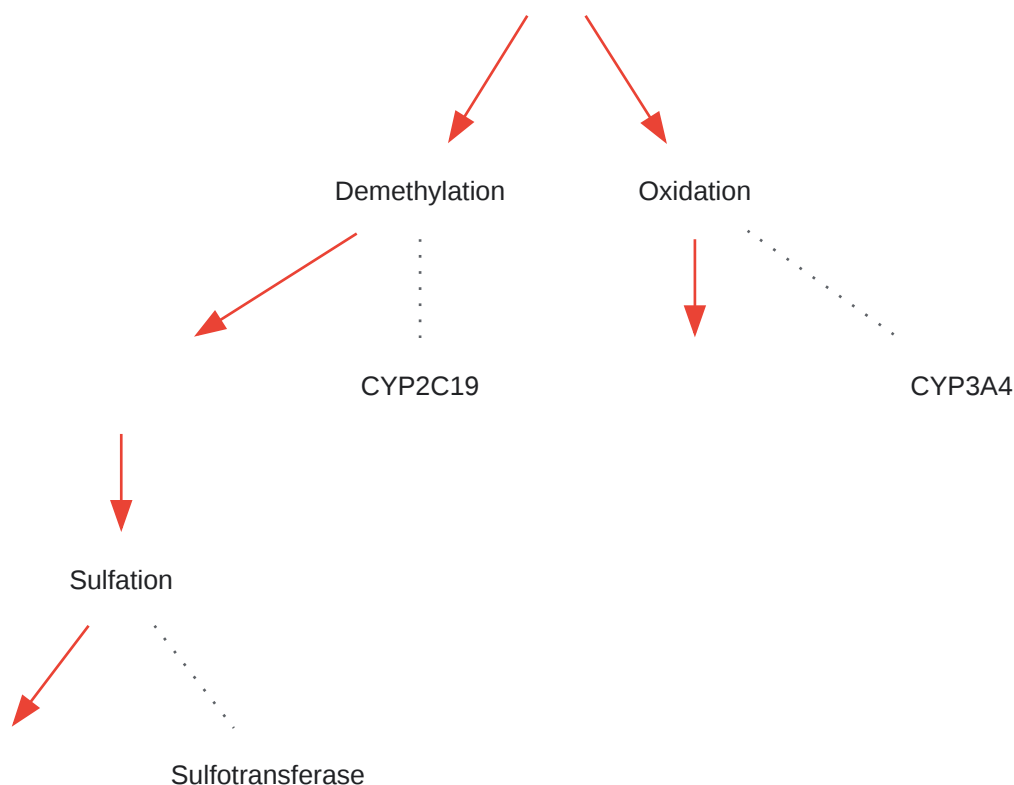 Demethylation
Oxidation
CYP2C19
CYP3A4
Sulfation
Sulfotransferase